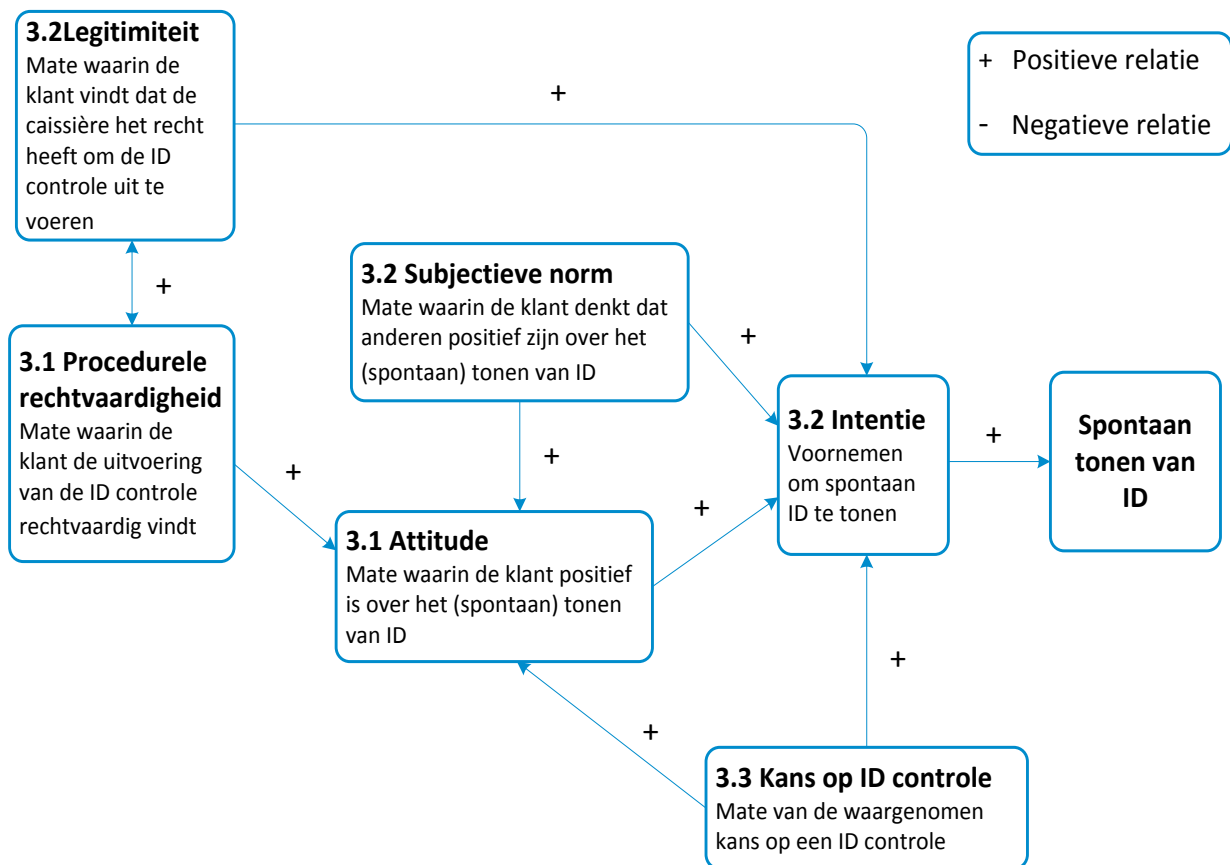 3.2Legitimiteit
Mate waarin de
klant vindt dat de
caissière het recht
heeft om de ID
controle uit te
voeren
+ Positieve relatie
- Negatieve relatie
+
+
3.2 Subjectieve norm
Mate waarin de klant denkt dat
anderen positief zijn over het
(spontaan) tonen van ID
3.1 Procedurele
rechtvaardigheid
Mate waarin de
klant de uitvoering
van de ID controle
rechtvaardig vindt
+
3.2 Intentie
Voornemen
om spontaan
ID te tonen
+
Spontaan
tonen van
ID
+
+
+
3.1 Attitude
Mate waarin de klant positief
is over het (spontaan) tonen
van ID
+
+
3.3 Kans op ID controle
Mate van de waargenomen
kans op een ID controle